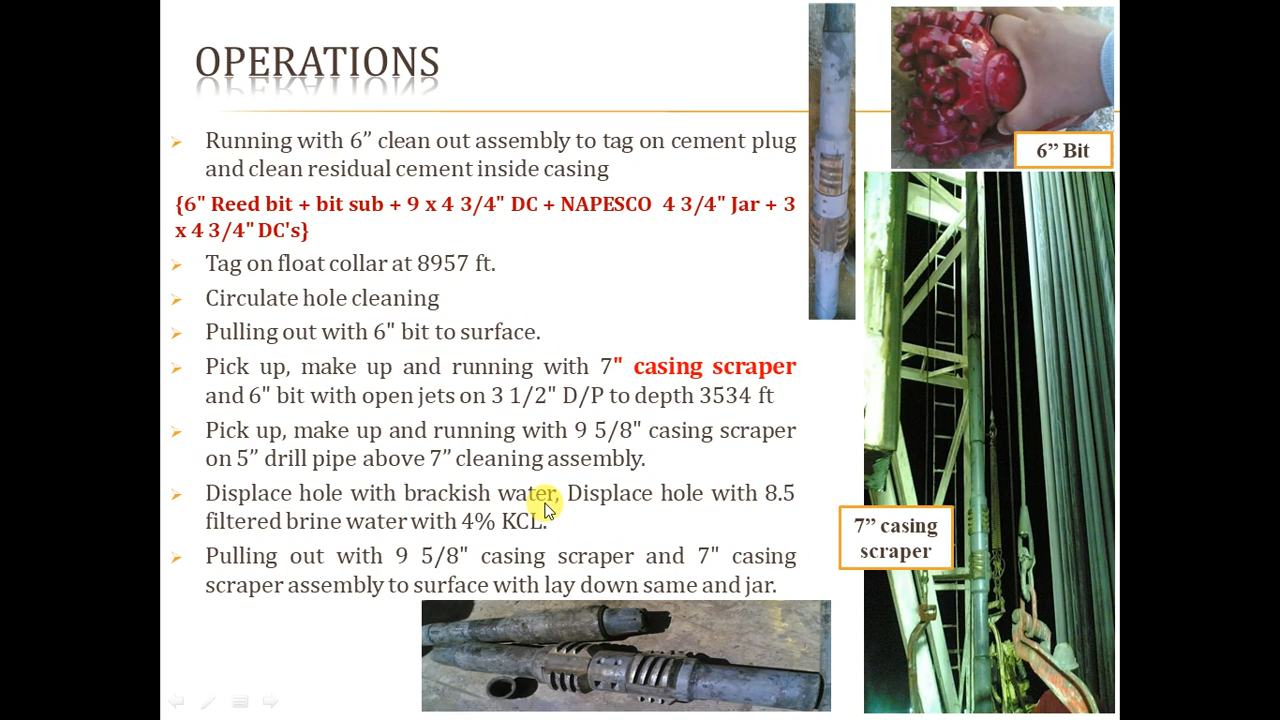 OPERATIONS
Running with 6” clean out assembly to tag on cement plug
and clean residual cement inside casing
{6" Reed bit + bit sub + 9 x 4 3/4" DC + NAPESCO 4 3/4" Jar + 3
x 4 3/4" DC's}
Tag on float collar at 8957 ft.
Circulate hole cleaning
Pulling out with 6" bit to surface.
Pick up, make up and running with 7" casing scraper
and 6" bit with open jets on 3 1/2" D/P to depth 3534 ft
Pick up, make up and running with 9 5/8" casing scraper
on 5” drill pipe above 7” cleaning assembly.
Displace hole with brackish water, Displace hole with 8.5
filtered brine water with 4% KCL.
Pulling out with 9 5/8" casing scraper and 7" casing
scraper assembly to surface with lay down same and jar.
6” Bit
7” casing
scraper